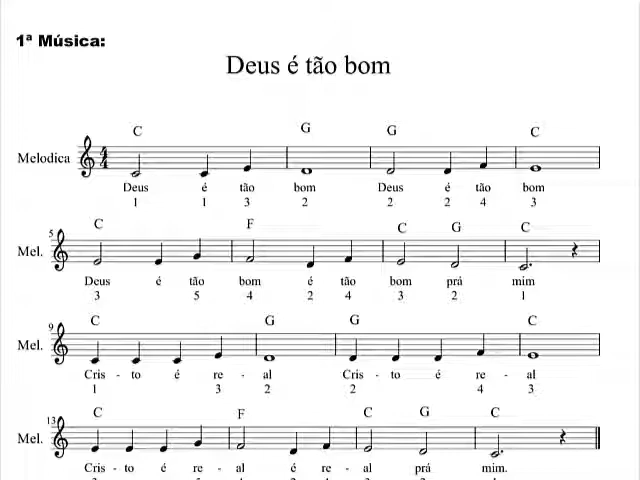 1ª Música:
Deus é tão bom
C G G C
Melodica
Deus é tão bom Deus é tão bom
1 1 3 2 2 2 4 3
C F C G C
5
Mel.
Deus é tão bom é tão bom prá mim
3 5 4 2 4 3 2 1
C G G C
9
Mel.
Cris - to é re - al Cris - to é re - al
1 3 2 2 4 3
C F C G C
13
Mel.
Cris - to é re - al é re - al prá mim.